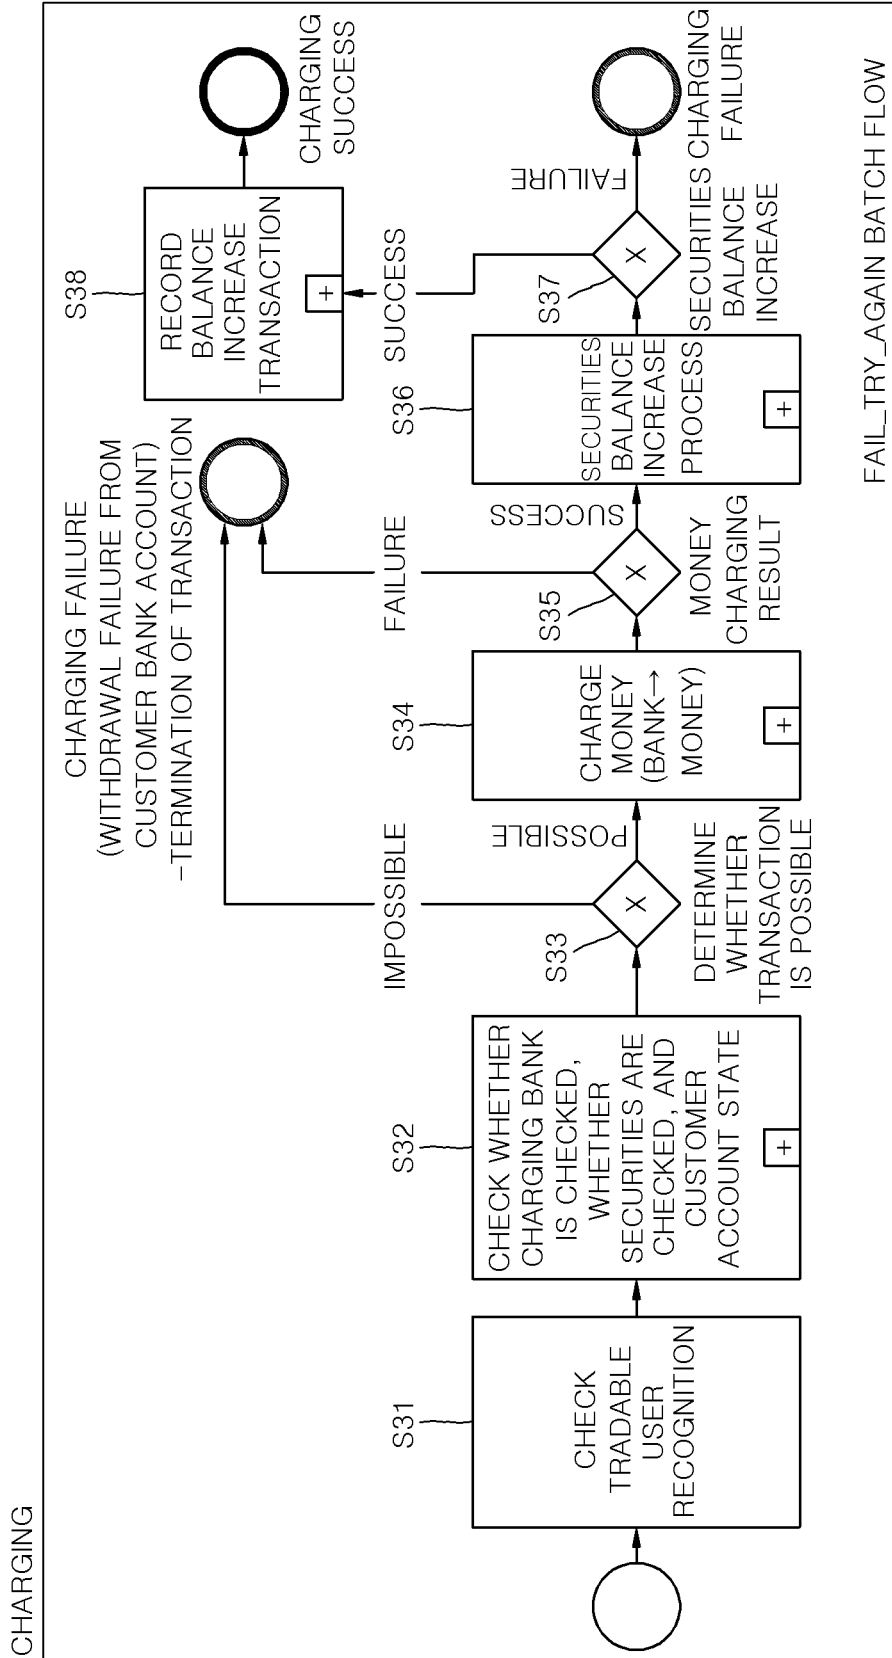 CHARGING
S31
CHECK
TRADABLE
USER
RECOGNITION
S32
CHECK WHETHER
CHARGING BANK
IS CHECKED,
WHETHER
SECURITIES ARE
CHECKED, AND
CUSTOMER
ACCOUNT STATE
+
S33
X
DETERMINE
WHETHER
TRANSACTION
IS POSSIBLE
IMPOSSIBLE
POSSIBLE
CHARGING FAILURE
(WITHDRAWAL FAILURE FROM
CUSTOMER BANK ACCOUNT)
-TERMINATION OF TRANSACTION
S34
CHARGE
MONEY
(BANK→
MONEY)
+
S35
X
MONEY
CHARGING
RESULT
FAILURE
SUCCESS
S36
SECURITIES
BALANCE
INCREASE
PROCESS
+
S37
X
SECURITIES
BALANCE
INCREASE
SUCCESS
FAILURE
CHARGING
FAILURE
S38
RECORD
BALANCE
INCREASE
TRANSACTION
+
CHARGING
SUCCESS
FAIL_TRY_AGAIN BATCH FLOW